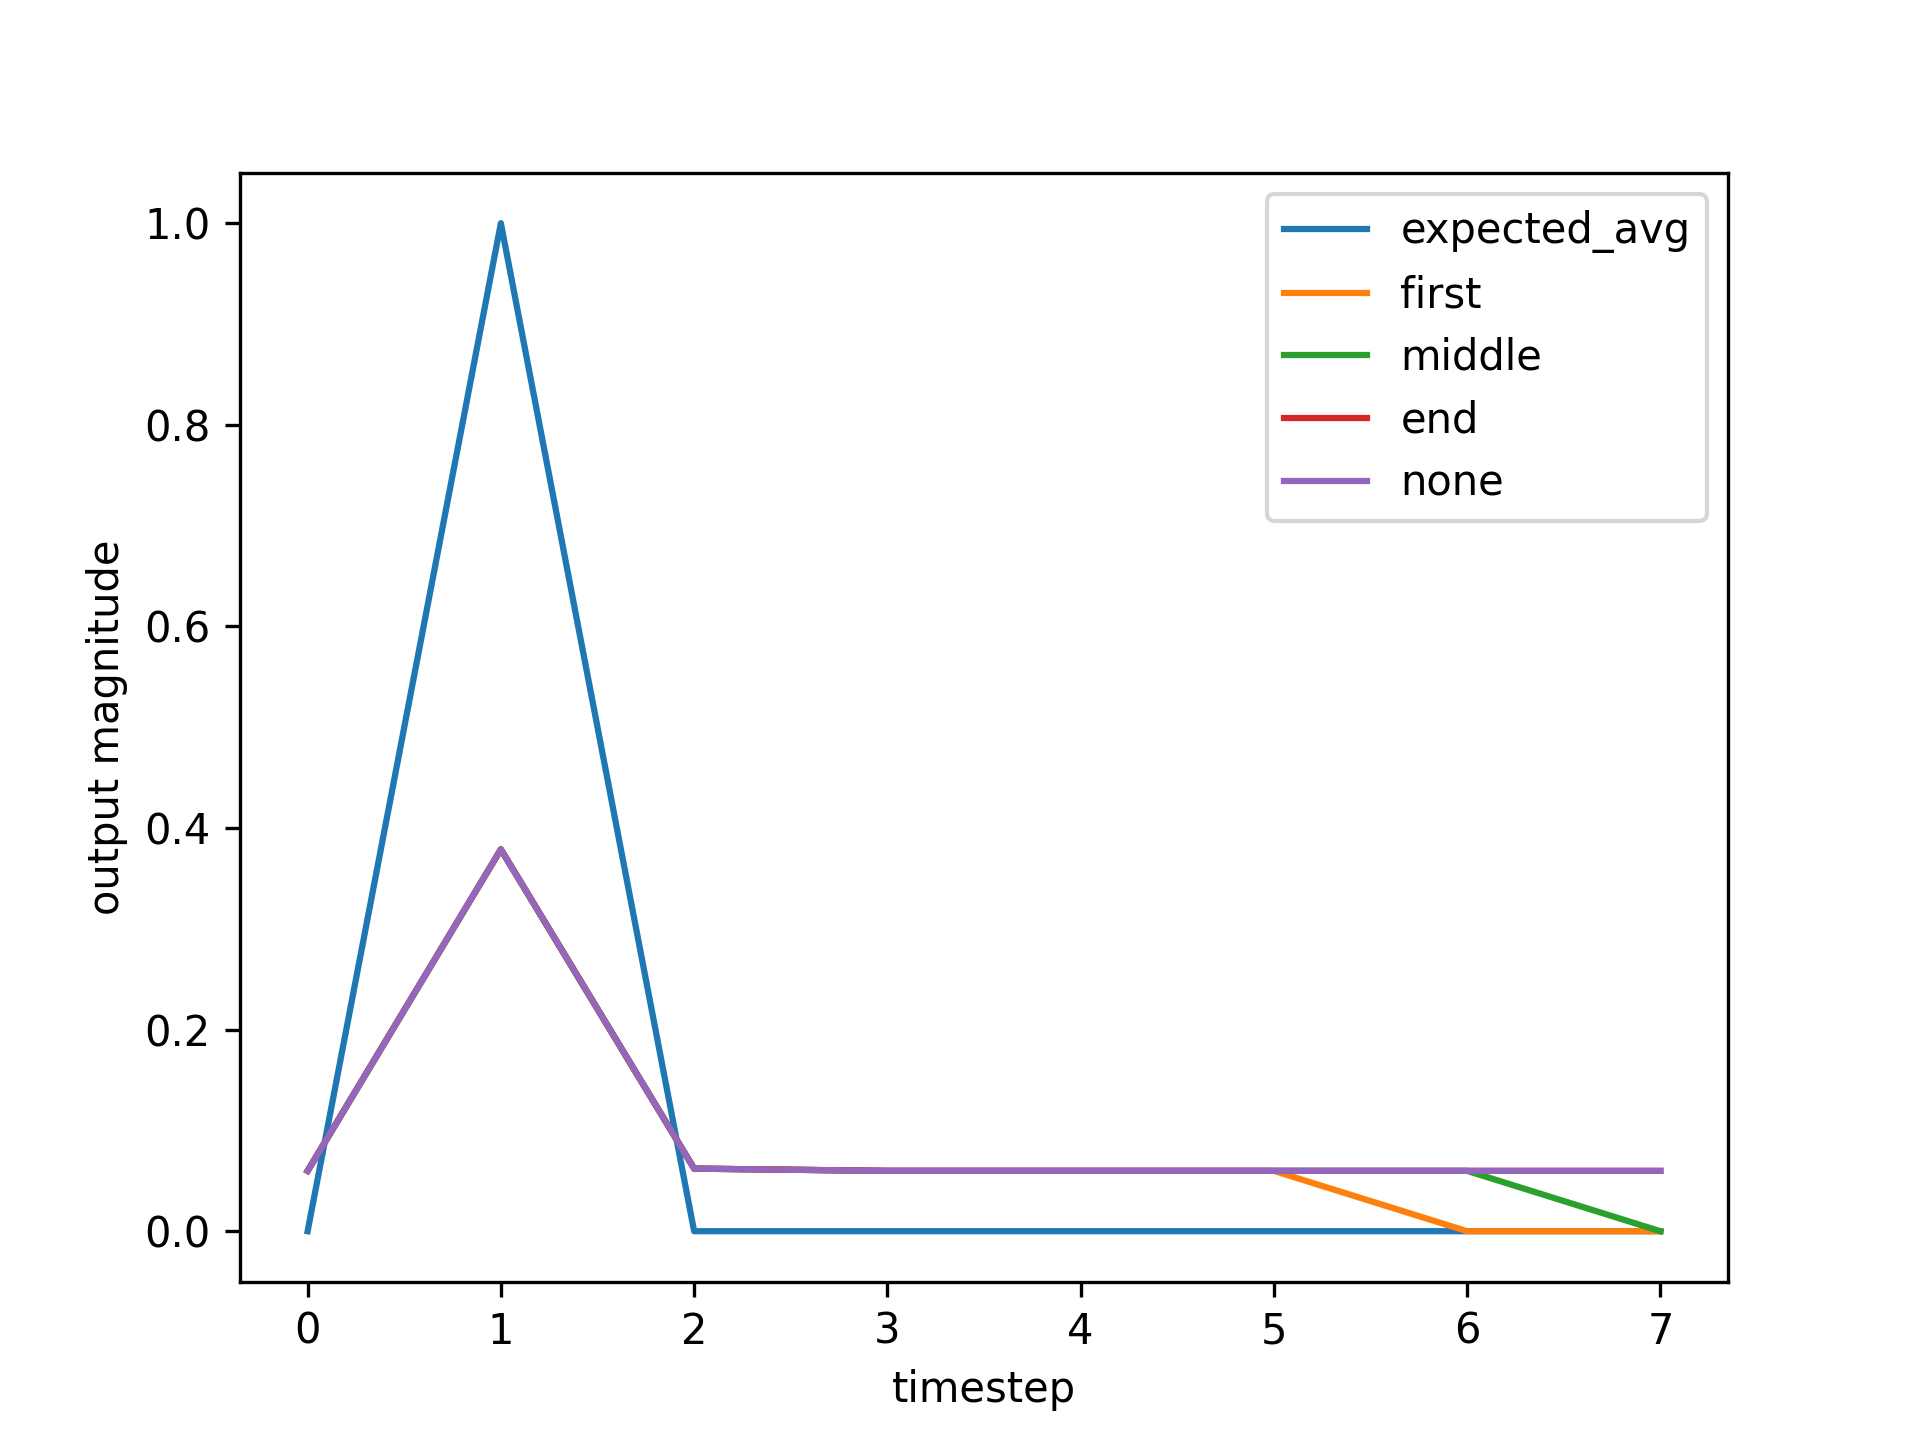 expected_avg
first
middle
end
none
1.0
0.8
0.6
0.4
0.2
0.0
output magnitude
0 1 2 3 4 5 6 7
timestep